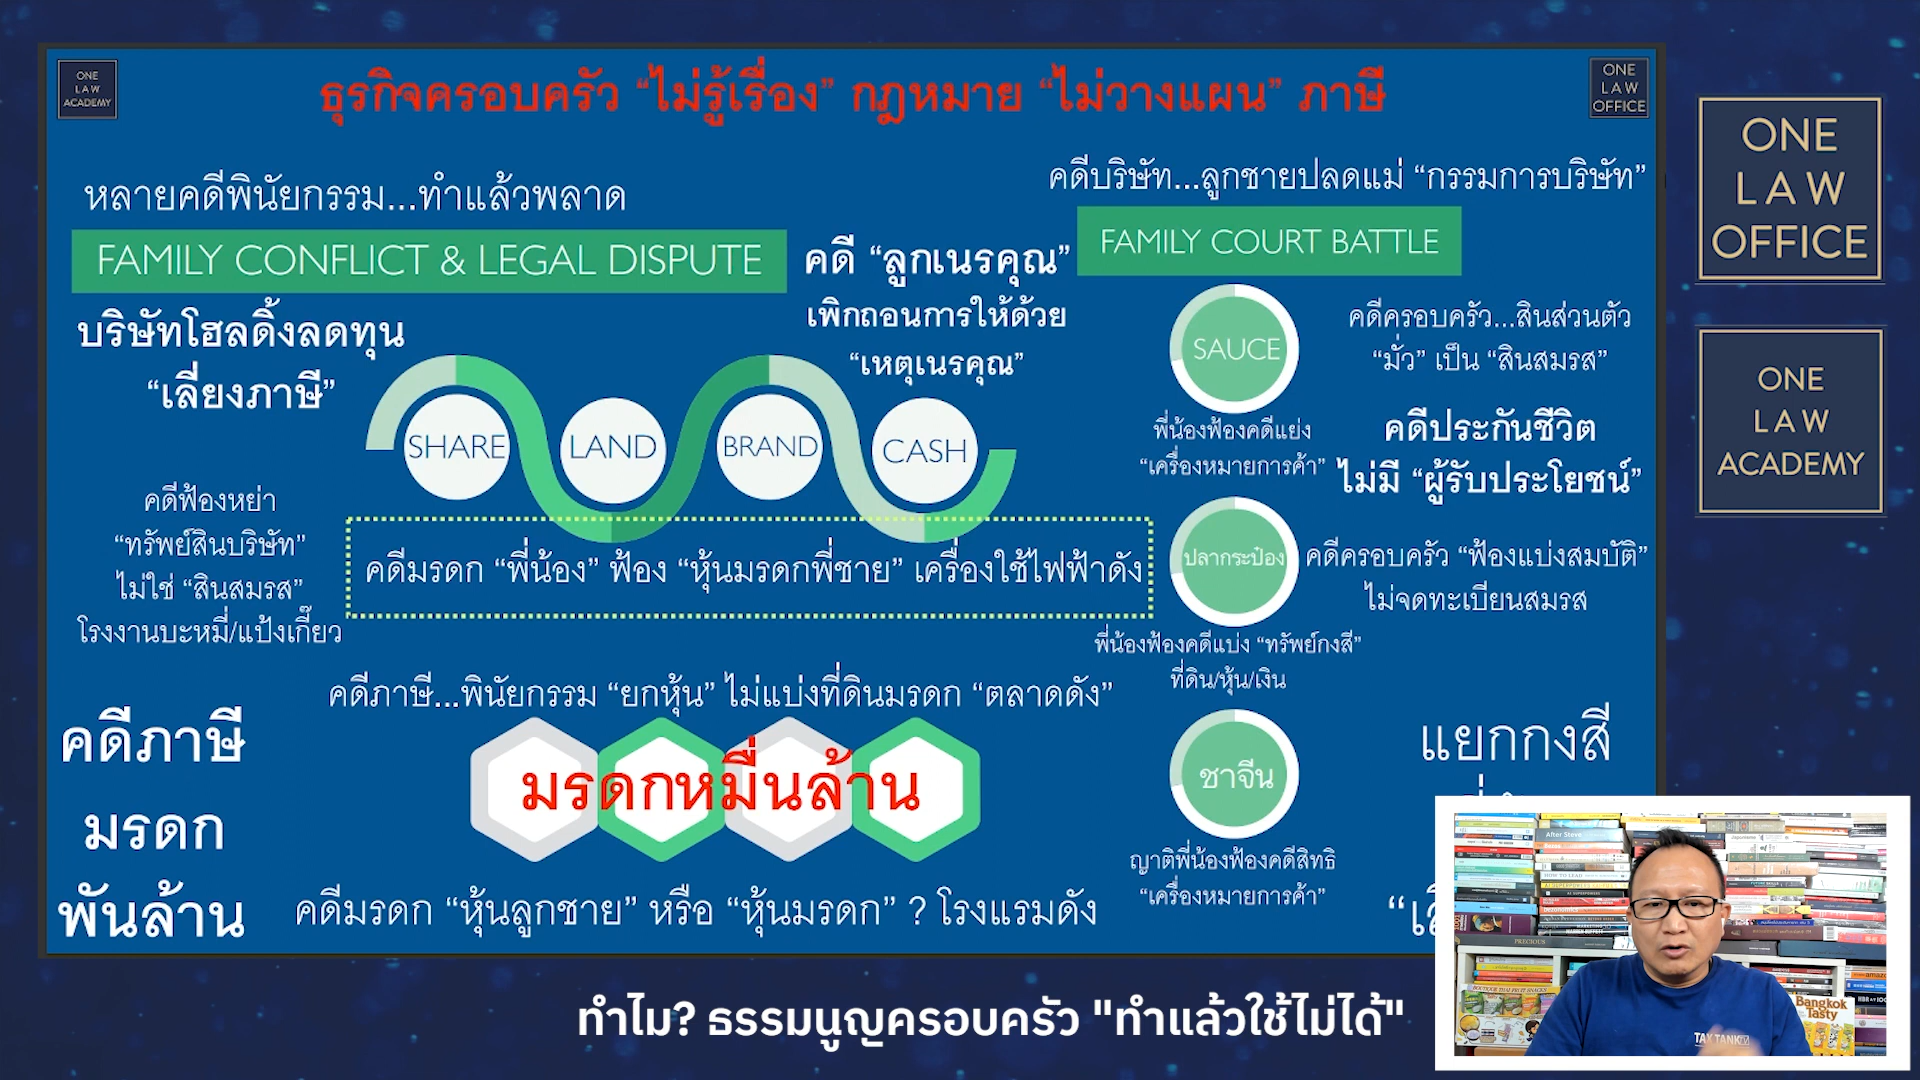 ONE
LAW
ACADEMY
ธุรกิจครอบครัว “ไม่รู้เรื่อง” กฎหมาย “ไม่วางแผน” ภาษี
ONE
LAW
OFFICE
หลายคดีพินัยกรรม...ทำแล้วพลาด
FAMILY CONFLICT & LEGAL DISPUTE
บริษัทโฮลดิ้งลดทุน
“เลี่ยงภาษี”
คดี “ลูกเนรคุณ”
เพิกถอนการให้ด้วย
“เหตุเนรคุณ”
SHARE
LAND
BRAND
CASH
คดีฟ้องหย่า
“ทรัพย์สินบริษัท”
ไม่ใช่ “สินสมรส”
โรงงานบะหมี่/แป้งเกี๊ยว
คดีมรดก “พี่น้อง” ฟ้อง “หุ้นมรดกพี่ชาย” เครื่องใช้ไฟฟ้าดัง
คดีภาษี...พินัยกรรม “ยกหุ้น” ไม่แบ่งที่ดินมรดก “ตลาดดัง”
คดีภาษี
มรดก
พันล้าน
มรดกหมื่นล้าน
คดีมรดก “หุ้นลูกชาย” หรือ “หุ้นมรดก” ? โรงแรมดัง
คดีบริษัท...ลูกชายปลดแม่ “กรรมการบริษัท”
FAMILY COURT BATTLE
SAUCE
พี่น้องฟ้องคดีแย่ง
“เครื่องหมายการค้า”
คดีครอบครัว...สินส่วนตัว
“มั่ว” เป็น “สินสมรส”
คดีประกันชีวิต
ไม่มี “ผู้รับประโยชน์”
ปลากระป๋อง
คดีครอบครัว “ฟ้องแบ่งสมบัติ”
ไม่จดทะเบียนสมรส
พี่น้องฟ้องคดีแบ่ง “ทรัพย์กงสี”
ที่ดิน/หุ้น/เงิน
ชาจีน
ญาติพี่น้องฟ้องคดีสิทธิ
“เครื่องหมายการค้า”
แยกกงสี
ONE
LAW
OFFICE
ONE
LAW
ACADEMY
After Steve
PRECIOUS
Bangkok
Tasty
TAX TANK
ทำไม? ธรรมนูญครอบครัว "ทำแล้วใช้ไม่ได้"